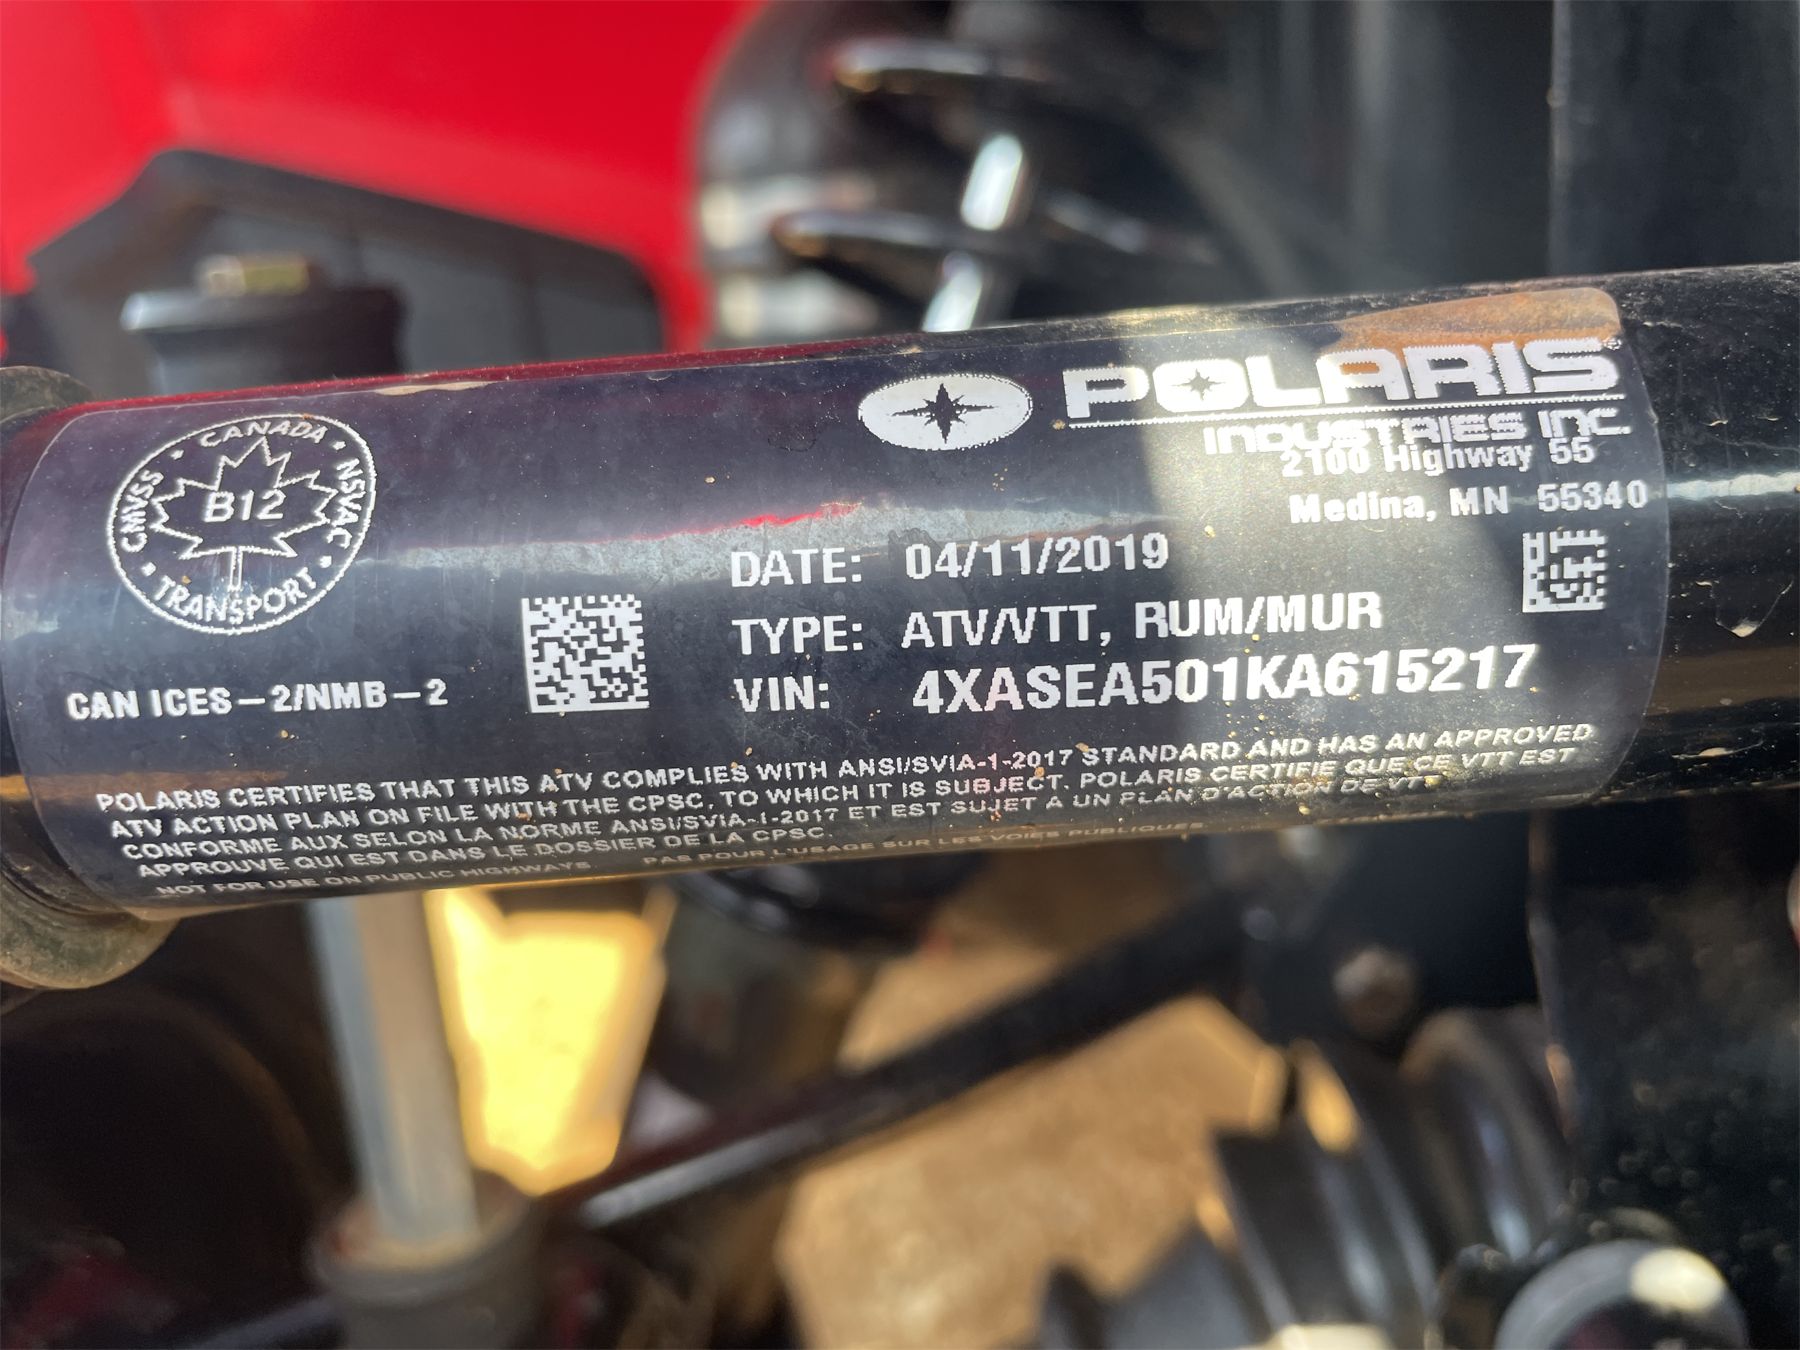 POLARIS
INDUSTRIES INC.
2100 Highway 55
Medina, MN 55340
CANADA
CMVSS
NSVAC
B12
TRANSPORT
DATE: 04/11/2019
TYPE: ATV/VTT, RUM/MUR
VIN: 4XASEA501KA615217
CAN ICES-2/NMB-2
POLARIS CERTIFIES THAT THIS ATV COMPLIES WITH ANSI/SVIA-1-2017 STANDARD AND HAS AN APPROVED
ATV ACTION PLAN ON FILE WITH THE CPSC, TO WHICH IT IS SUBJECT. POLARIS CERTIFIE QUE CE VTT EST
CONFORME AUX SELON LA NORME ANSI/SVIA-1-2017 ET EST SUJET A UN PLAN D'ACTION DE VTT
APPROUVE QUI EST DANS LE DOSSIER DE LA CPSC.
NOT FOR USE ON PUBLIC HIGHWAYS PAS POUR L'USAGE SUR LES VOIES PUBLIQUES